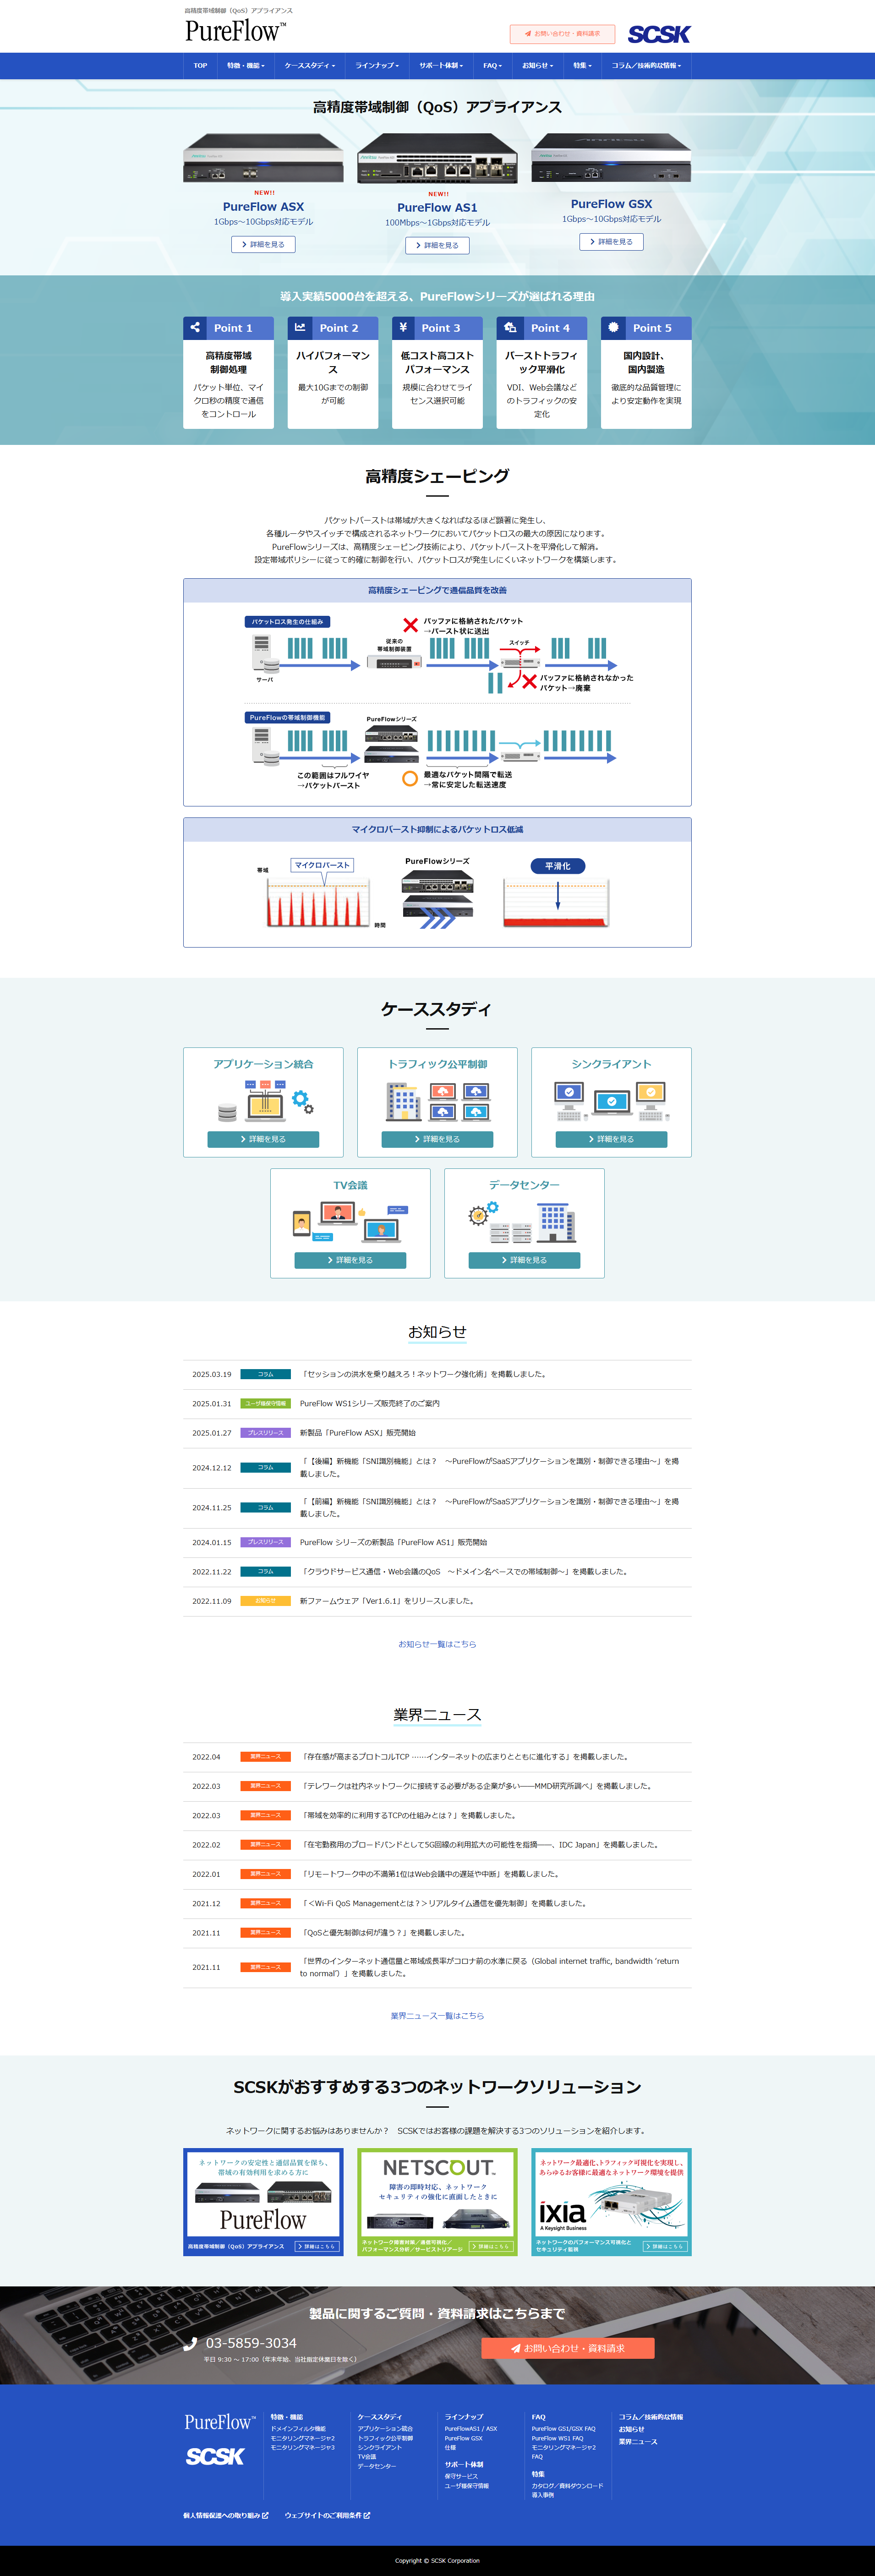 高精度帯域制御（QoS）アプライアンス
PureFlow™
お問い合わせ・資料請求
SCSK
TOP
特徴・機能
ケーススタディ
ラインナップ
サポート体制
FAQ
お知らせ
特集
コラム／技術的な情報
高精度帯域制御（QoS）アプライアンス
NEW!!
PureFlow ASX
1Gbps～10Gbps対応モデル
詳細を見る
NEW!!
PureFlow AS1
100Mbps～1Gbps対応モデル
詳細を見る
PureFlow GSX
1Gbps～10Gbps対応モデル
詳細を見る
導入実績5000台を超える、PureFlowシリーズが選ばれる理由
Point 1
高精度帯域
制御処理
パケット単位、マイ
クロ秒の精度で通信
をコントロール
Point 2
ハイパフォーマン
ス
最大10Gまでの制御
が可能
Point 3
低コスト高コスト
パフォーマンス
規模に合わせてライ
センス選択可能
Point 4
バーストトラフィ
ック平滑化
VDI、Web会議など
のトラフィックの安
定化
Point 5
国内設計、
国内製造
徹底的な品質管理に
より安定動作を実現
高精度シェーピング
パケットバーストは帯域が大きくなればなるほど顕著に発生し、
各種ルータやスイッチで構成されるネットワークにおいてパケットロスの最大の原因になります。
PureFlowシリーズは、高精度シェーピング技術により、パケットバーストを平滑化して解消。
設定帯域ポリシーに従って的確に制御を行い、パケットロスが発生しにくいネットワークを構築します。
高精度シェーピングで通信品質を改善
パケットロス発生の仕組み
サーバ
従来の
帯域制御装置
バッファに格納されたパケット
→バースト状に送出
スイッチ
バッファに格納されなかった
パケット→廃棄
PureFlowの帯域制御機能
PureFlowシリーズ
この範囲はフルワイヤ
→パケットバースト
最適なパケット間隔で転送
→常に安定した転送速度
マイクロバースト抑制によるパケットロス低減
帯域
マイクロバースト
時間
PureFlowシリーズ
平滑化
ケーススタディ
アプリケーション統合
詳細を見る
トラフィック公平制御
詳細を見る
シンクライアント
詳細を見る
TV会議
詳細を見る
データセンター
詳細を見る
お知らせ
2025.03.19 コラム 「セッションの洪水を乗り越えろ！ネットワーク強化術」を掲載しました。
2025.01.31 ユーザ様保守情報 PureFlow WS1シリーズ販売終了のご案内
2025.01.27 プレスリリース 新製品「PureFlow ASX」販売開始
2024.12.12 コラム 「【後編】新機能「SNI識別機能」とは？　～PureFlowがSaaSアプリケーションを識別・制御できる理由～」を掲
載しました。
2024.11.25 コラム 「【前編】新機能「SNI識別機能」とは？　～PureFlowがSaaSアプリケーションを識別・制御できる理由～」を掲
載しました。
2024.01.15 プレスリリース PureFlow シリーズの新製品「PureFlow AS1」販売開始
2022.11.22 コラム 「クラウドサービス通信・Web会議のQoS　～ドメイン名ベースでの帯域制御～」を掲載しました。
2022.11.09 お知らせ 新ファームウェア「Ver1.6.1」をリリースしました。
お知らせ一覧はこちら
業界ニュース
2022.04 業界ニュース 「存在感が高まるプロトコルTCP ……インターネットの広まりとともに進化する」を掲載しました。
2022.03 業界ニュース 「テレワークは社内ネットワークに接続する必要がある企業が多い――MMD研究所調べ」を掲載しました。
2022.03 業界ニュース 「帯域を効率的に利用するTCPの仕組みとは？」を掲載しました。
2022.02 業界ニュース 「在宅勤務用のブロードバンドとして5G回線の利用拡大の可能性を指摘――、IDC Japan」を掲載しました。
2022.01 業界ニュース 「リモートワーク中の不満第1位はWeb会議中の遅延や中断」を掲載しました。
2021.12 業界ニュース 「＜Wi-Fi QoS Managementとは？＞リアルタイム通信を優先制御」を掲載しました。
2021.11 業界ニュース 「QoSと優先制御は何が違う？」を掲載しました。
2021.11 業界ニュース 「世界のインターネット通信量と帯域成長率がコロナ前の水準に戻る（Global internet traffic, bandwidth ‘return
to normal’）」を掲載しました。
業界ニュース一覧はこちら
SCSKがおすすめする3つのネットワークソリューション
ネットワークに関するお悩みはありませんか？　SCSKではお客様の課題を解決する3つのソリューションを紹介します。
ネットワークの安定性と通信品質を保ち、
帯域の有効利用を求める方に
PureFlow
高精度帯域制御（QoS）アプライアンス
詳細はこちら
NETSCOUT
障害の即時対応、ネットワーク
セキュリティの強化に直面したときに
ネットワーク障害対策／通信可視化／
パフォーマンス分析／サービストリアージ
詳細はこちら
ネットワーク最適化、トラフィック可視化を実現し、
あらゆるお客様に最適なネットワーク環境を提供
ixia
A Keysight Business
ネットワークのパフォーマンス可視化と
セキュリティ監視
詳細はこちら
製品に関するご質問・資料請求はこちらまで
03-5859-3034
平日 9:30 ～ 17:00（年末年始、当社指定休業日を除く）
お問い合わせ・資料請求
PureFlow™
SCSK
特徴・機能
ドメインフィルタ機能
モニタリングマネージャ2
モニタリングマネージャ3
ケーススタディ
アプリケーション統合
トラフィック公平制御
シンクライアント
TV会議
データセンター
ラインナップ
PureFlowAS1 / ASX
PureFlow GSX
仕様
サポート体制
保守サービス
ユーザ様保守情報
FAQ
PureFlow GS1/GSX FAQ
PureFlow WS1 FAQ
モニタリングマネージャ2
FAQ
特集
カタログ／資料ダウンロード
導入事例
コラム／技術的な情報
お知らせ
業界ニュース
個人情報保護への取り組み
ウェブサイトのご利用条件
Copyright © SCSK Corporation